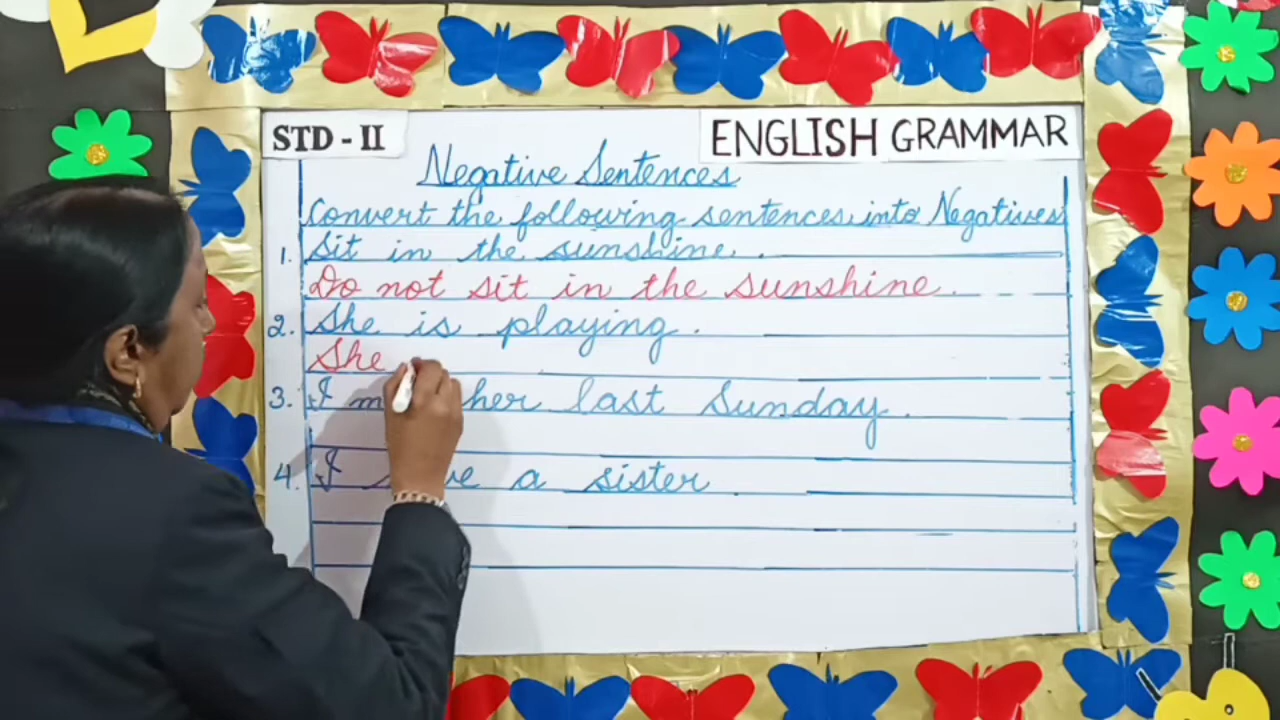 STD - II
ENGLISH GRAMMAR
Negative Sentences
Convert the following sentences into Negatives
1. Sit in the sunshine.
Do not sit in the sunshine.
2. She is playing.
She
3. I her last Sunday.
4. I a sister.